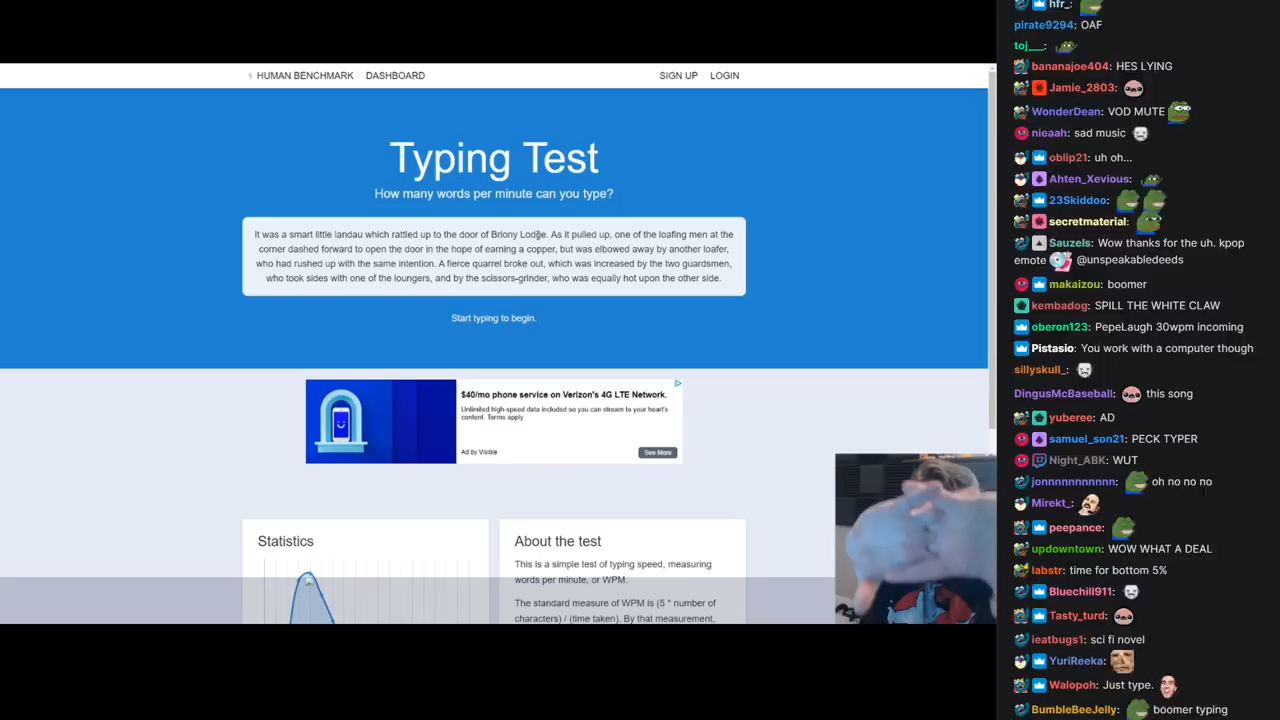 HUMAN BENCHMARK DASHBOARD SIGN UP LOGIN
Typing Test
How many words per minute can you type?
It was a smart little landau which rattled up to the door of Briony Lodge. As it pulled up, one of the loafing men at the
corner dashed forward to open the door in the hope of earning a copper, but was elbowed away by another loafer,
who had rushed up with the same intention. A fierce quarrel broke out, which was increased by the two guardsmen,
who took sides with one of the loungers, and by the scissors-grinder, who was equally hot upon the other side.
Start typing to begin.
$40/mo phone service on Verizon's 4G LTE Network.
Unlimited high-speed data included so you can stream to your heart's
content. Terms apply
Ad by Visible
See More
Statistics
About the test
This is a simple test of typing speed, measuring
words per minute, or WPM.
The standard measure of WPM is (5 * number of
characters) / (time taken). By that measurement,
hfr_:
pirate9294: OAF
toj___:
bananajoe404: HES LYING
Jamie_2803:
WonderDean: VOD MUTE
nieaah: sad music
oblip21: uh oh...
Ahten_Xevious:
23Skiddoo:
secretmaterial:
Sauzels: Wow thanks for the uh. kpop
emote @unspeakabledeeds
makaizou: boomer
kembadog: SPILL THE WHITE CLAW
oberon123: PepeLaugh 30wpm incoming
Pistasio: You work with a computer though
sillyskull_:
DingusMcBaseball: this song
yuberee: AD
samuel_son21: PECK TYPER
Night_ABK: WUT
jonnnnnnnnnnn: oh no no no
Mirekt_:
peepance:
updowntown: WOW WHAT A DEAL
labstr: time for bottom 5%
Bluechill911:
Tasty_turd:
ieatbugs1: sci fi novel
YuriReeka:
Walopoh: Just type.
BumbleBeeJelly: boomer typing